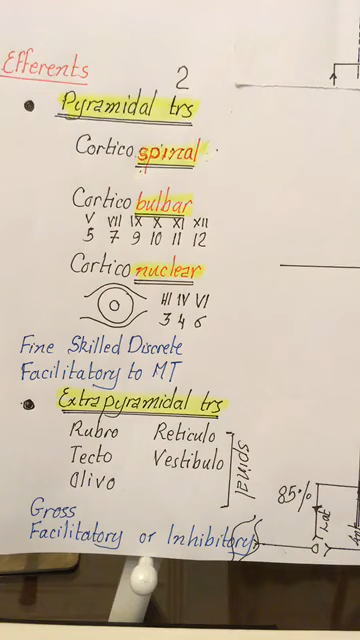 Efferents
2
Pyramidal trs
Cortico spinal
Cortico bulbar
V VII IX X XI XII
5 7 9 10 11 12
Cortico nuclear
III IV VI
3 4 6
Fine Skilled Discrete
Facilitatory to MT
Extrapyramidal trs
Rubro Reticulo
Tecto Vestibulo
Olivo
spinal
85%
Lat
Gross
Facilitatory or Inhibitory